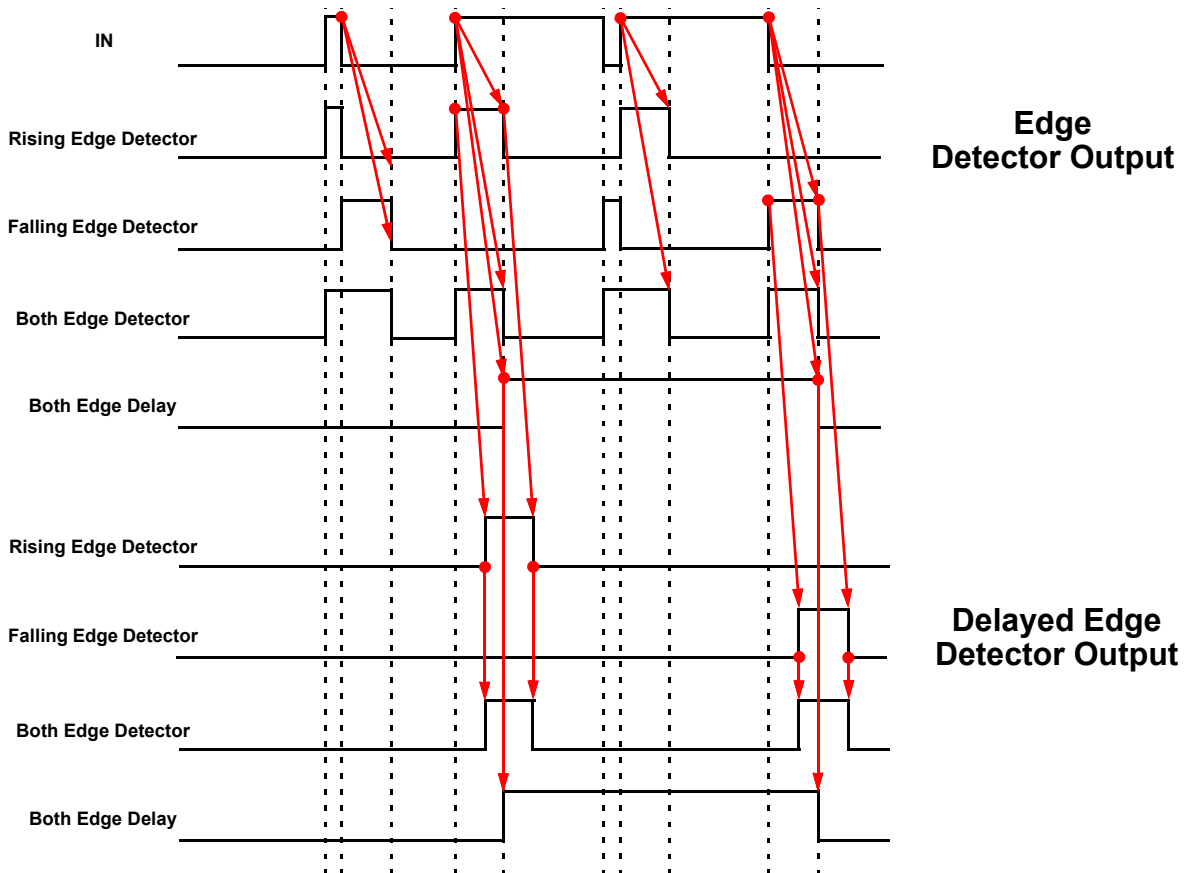 IN
Rising Edge Detector
Edge
Detector Output
Falling Edge Detector
Both Edge Detector
Both Edge Delay
Rising Edge Detector
Falling Edge Detector
Delayed Edge
Detector Output
Both Edge Detector
Both Edge Delay